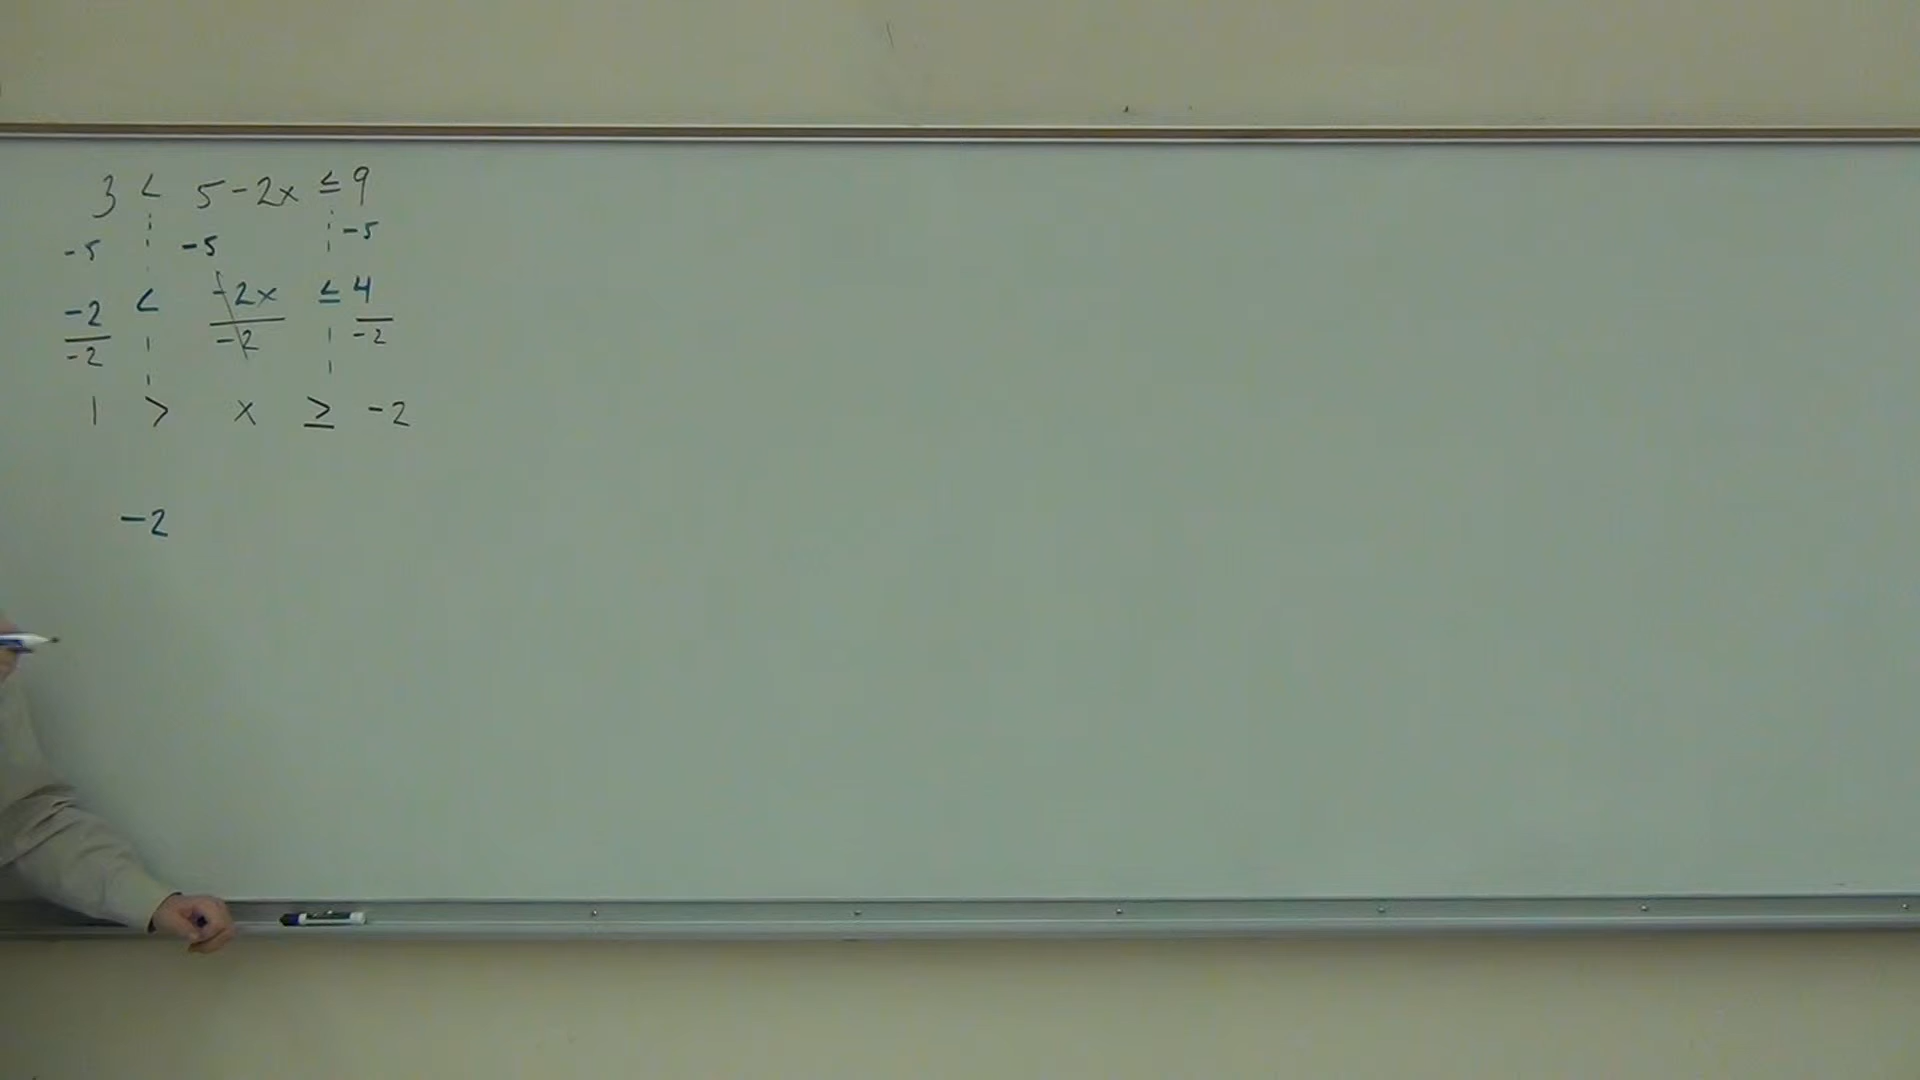 3 < 5-2x ≤ 9
-5 -5 -5
-2 < -2x ≤ 4
-2 -2 -2
1 > x ≥ -2
-2